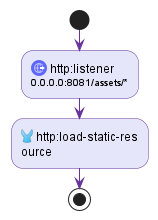 http:listener
0.0.0.0:8081/assets/*
http:load-static-res
ource